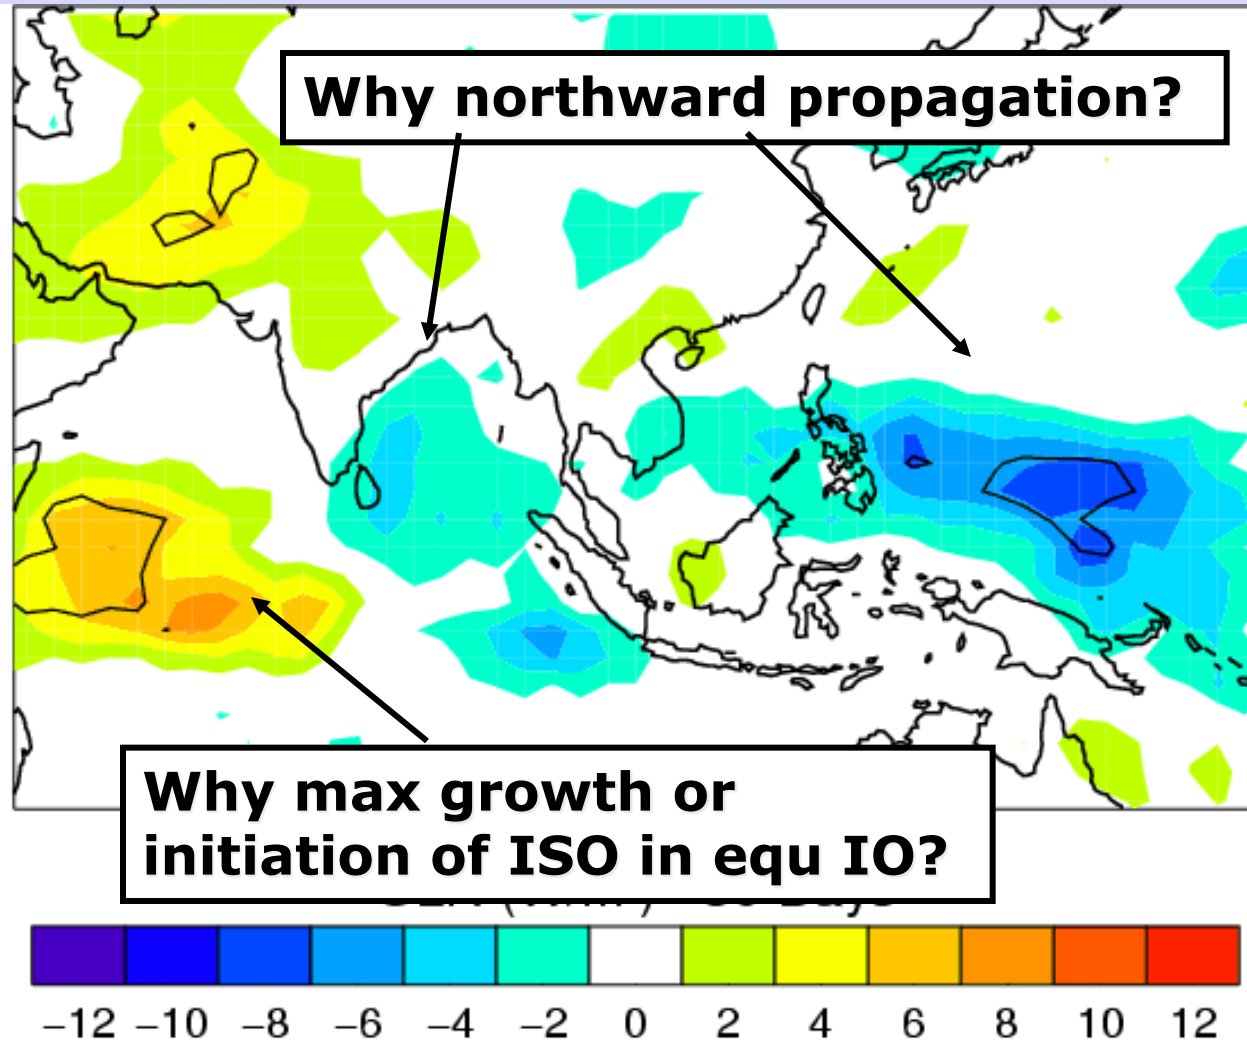 Why northward propagation?
Why max growth or
initiation of ISO in equ IO?
−12 −10 −8 −6 −4 −2 0 2 4 6 8 10 12